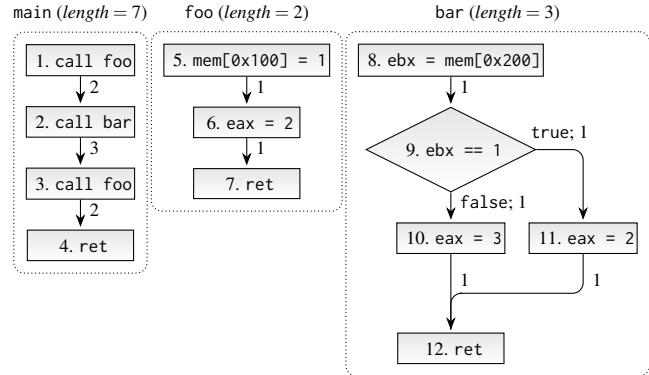 main (length = 7)
1. call foo
2
2. call bar
3
3. call foo
2
4. ret
foo (length = 2)
5. mem[0x100] = 1
1
6. eax = 2
1
7. ret
bar (length = 3)
8. ebx = mem[0x200]
1
9. ebx == 1
true; 1
false; 1
10. eax = 3
11. eax = 2
1
1
12. ret